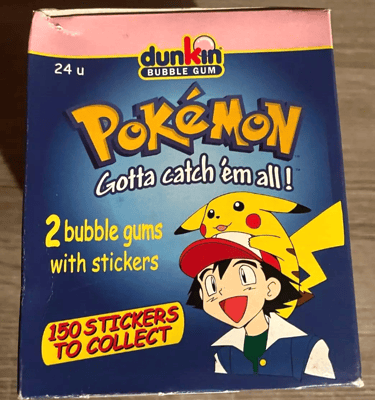 24 u
dunkin
BUBBLE GUM
POKéMON
Gotta catch 'em all!
2 bubble gums
with stickers
150 STICKERS
TO COLLECT